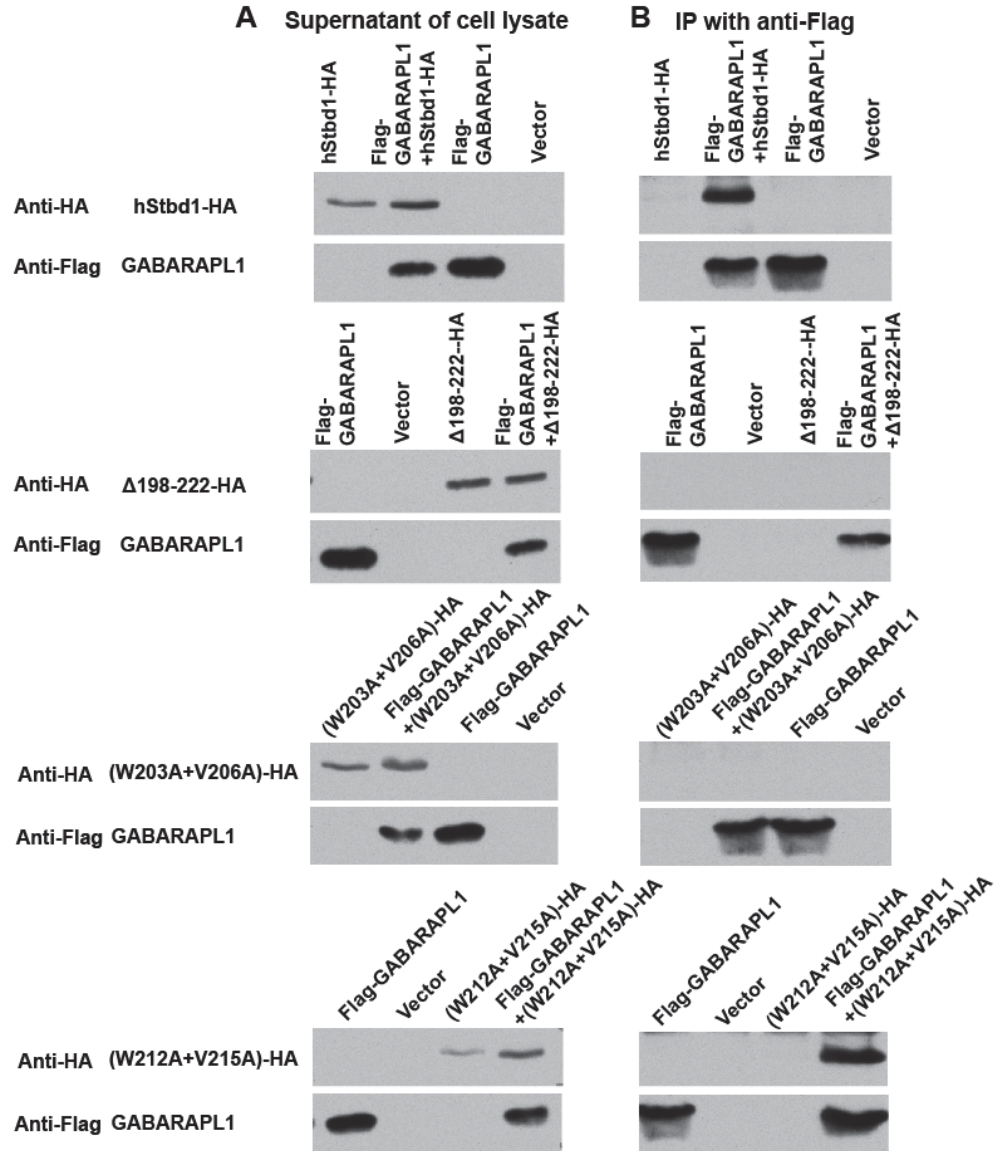 A Supernatant of cell lysate
B IP with anti-Flag
hStbd1-HA
Flag-
GABARAPL1
+hStbd1-HA
Flag-
GABARAPL1
Vector
hStbd1-HA
Flag-
GABARAPL1
+hStbd1-HA
Flag-
GABARAPL1
Vector
Anti-HA hStbd1-HA
Anti-Flag GABARAPL1
Flag-
GABARAPL1
Vector
Δ198-222--HA
Flag-
GABARAPL1
+Δ198-222-HA
Flag-
GABARAPL1
Vector
Δ198-222--HA
Flag-
GABARAPL1
+Δ198-222-HA
Anti-HA Δ198-222-HA
Anti-Flag GABARAPL1
(W203A+V206A)-HA
Flag-GABARAPL1
+(W203A+V206A)-HA
Flag-GABARAPL1
Vector
(W203A+V206A)-HA
Flag-GABARAPL1
+(W203A+V206A)-HA
Flag-GABARAPL1
Vector
Anti-HA (W203A+V206A)-HA
Anti-Flag GABARAPL1
Flag-GABARAPL1
Vector
(W212A+V215A)-HA
Flag-GABARAPL1
+(W212A+V215A)-HA
Flag-GABARAPL1
Vector
(W212A+V215A)-HA
Flag-GABARAPL1
+(W212A+V215A)-HA
Anti-HA (W212A+V215A)-HA
Anti-Flag GABARAPL1